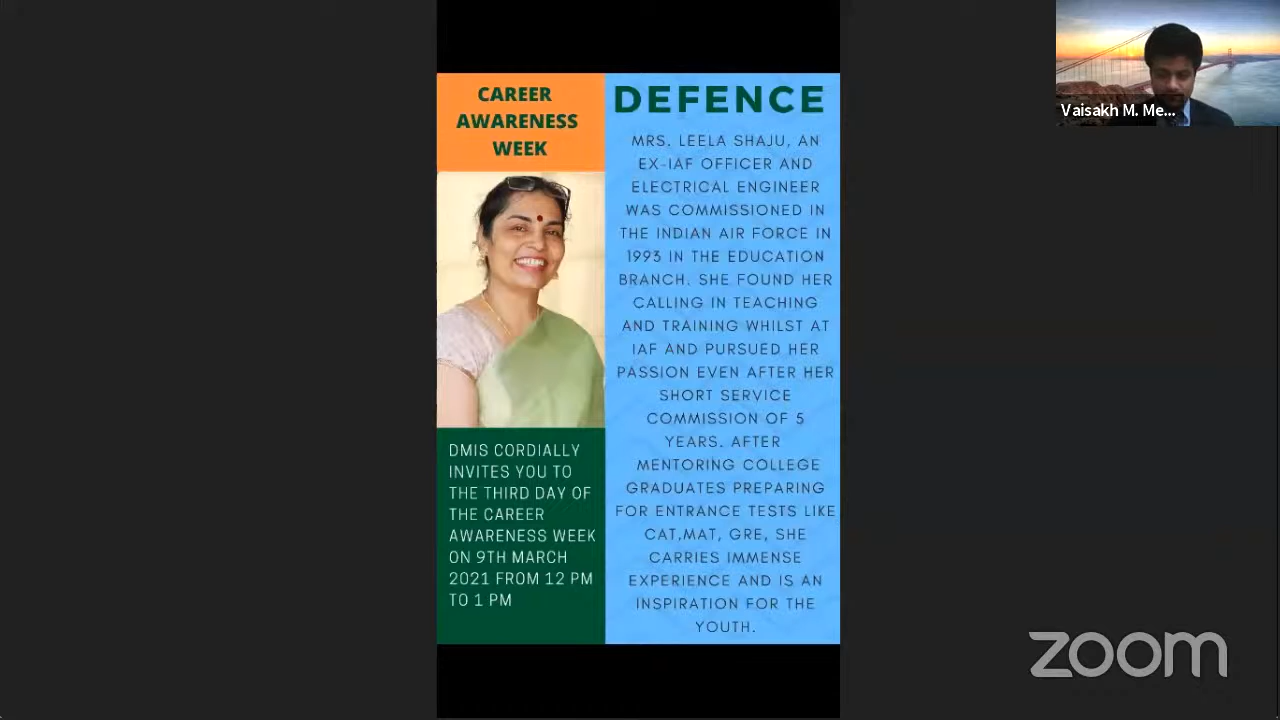 CAREER
AWARENESS
WEEK
DMIS CORDIALLY
INVITES YOU TO
THE THIRD DAY OF
THE CAREER
AWARENESS WEEK
ON 9TH MARCH
2021 FROM 12 PM
TO 1 PM
DEFENCE
MRS. LEELA SHAJU, AN
EX-IAF OFFICER AND
ELECTRICAL ENGINEER
WAS COMMISSIONED IN
THE INDIAN AIR FORCE IN
1993 IN THE EDUCATION
BRANCH. SHE FOUND HER
CALLING IN TEACHING
AND TRAINING WHILST AT
IAF AND PURSUED HER
PASSION EVEN AFTER HER
SHORT SERVICE
COMMISSION OF 5
YEARS. AFTER
MENTORING COLLEGE
GRADUATES PREPARING
FOR ENTRANCE TESTS LIKE
CAT,MAT, GRE, SHE
CARRIES IMMENSE
EXPERIENCE AND IS AN
INSPIRATION FOR THE
YOUTH.
Vaisakh M. Me...
zoom